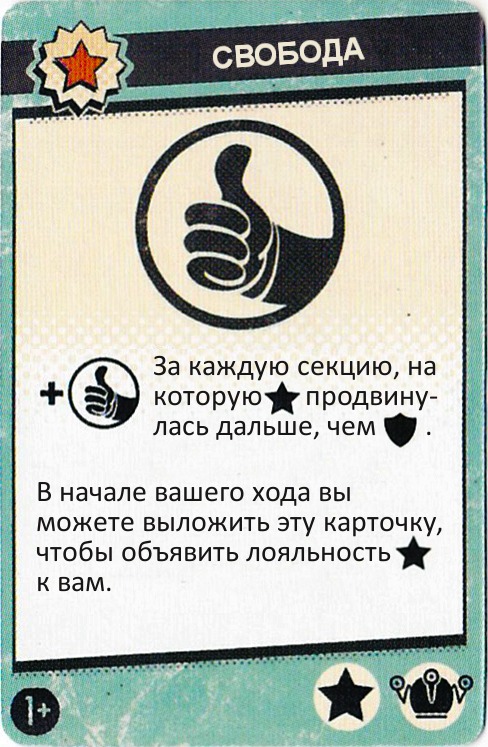 СВОБОДА
+ За каждую секцию, на
которую продвину-
лась дальше, чем .
В начале вашего хода вы
можете выложить эту карточку,
чтобы объявить лояльность
к вам.
1+